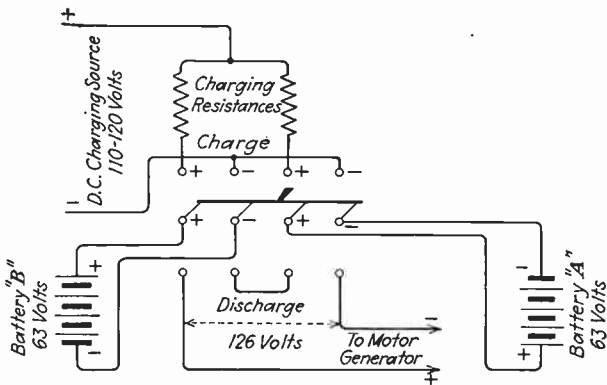 +
D.C. Charging Source
110-120 Volts
−
Charging
Resistances
Charge
+ − + −
+ − + −
Battery "B"
63 Volts
+
−
Discharge
126 Volts
To Motor
Generator
−
+
Battery "A"
63 Volts
−
+